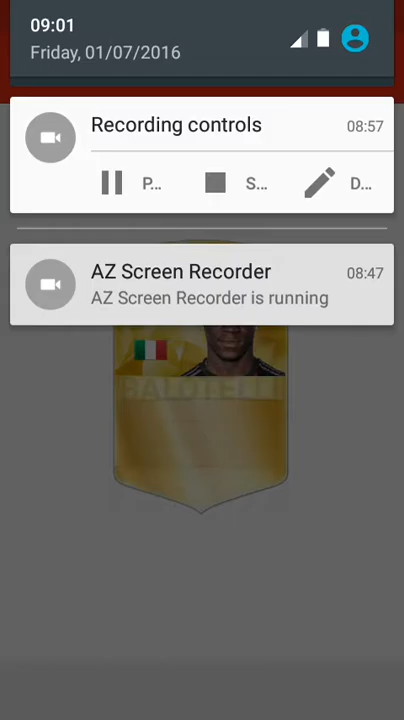 09:01
Friday, 01/07/2016
Recording controls 08:57
P... S... D...
AZ Screen Recorder 08:47
AZ Screen Recorder is running
BALOTELLI